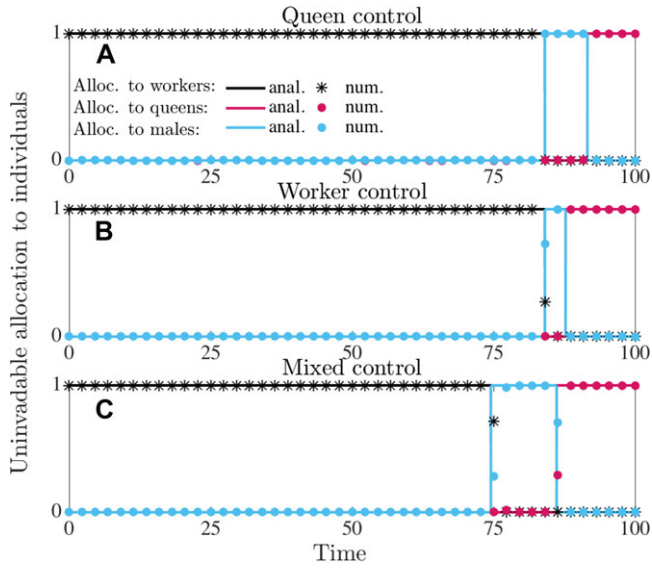 Queen control
1
A
Alloc. to workers: anal. num.
Alloc. to queens: anal. num.
Alloc. to males: anal. num.
0
0 25 50 75 100
Worker control
1
B
0
0 25 50 75 100
Mixed control
1
C
0
0 25 50 75 100
Time
Uninvadable allocation to individuals